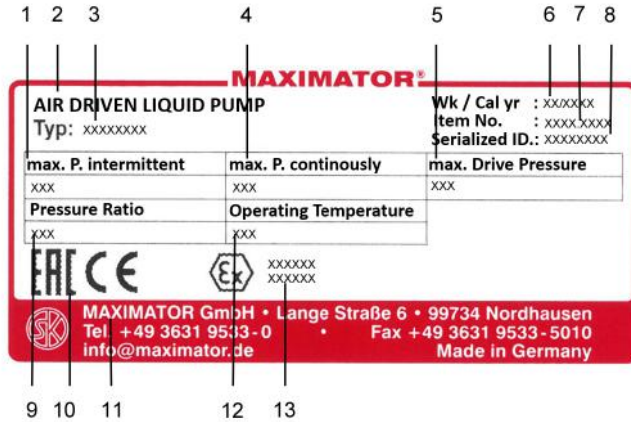 1 2 3 4 5 6 7 8
MAXIMATOR®
AIR DRIVEN LIQUID PUMP
Typ: xxxxxxxx
Wk / Cal yr : xx/xxxx
Item No. : xxxx.xxxx
Serialized ID.: xxxxxxxx
max. P. intermittent max. P. continously max. Drive Pressure
xxx xxx xxx
Pressure Ratio Operating Temperature
xxx xxx
EAC CE Ex xxxxxx
xxxxxx
SK
MAXIMATOR GmbH • Lange Straße 6 • 99734 Nordhausen
Tel. +49 3631 9533-0 • Fax +49 3631 9533-5010
info@maximator.de Made in Germany
9 10 11 12 13